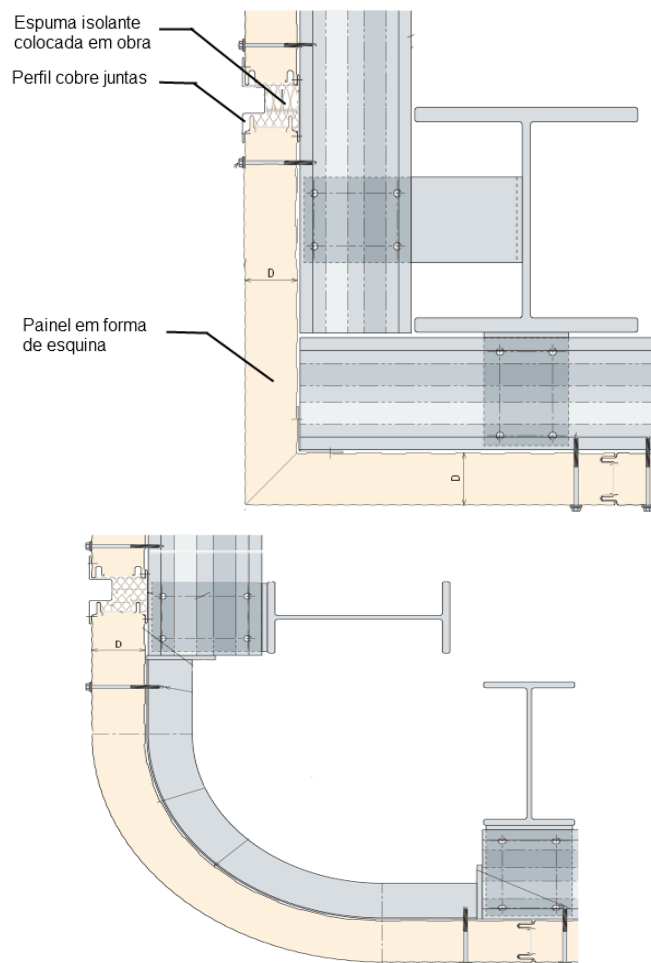 Espuma isolante
colocada em obra
Perfil cobre juntas
D
Painel em forma
de esquina
D
D